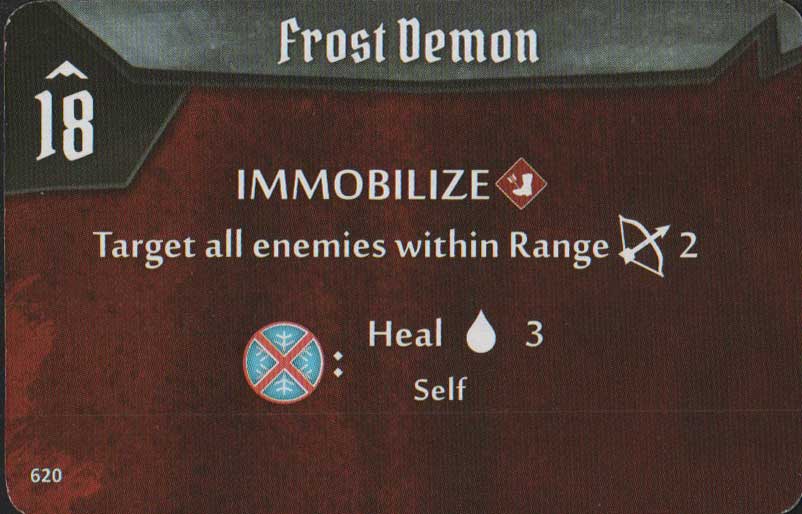 Frost Demon
18
IMMOBILIZE
Target all enemies within Range 2
: Heal 3
Self
620